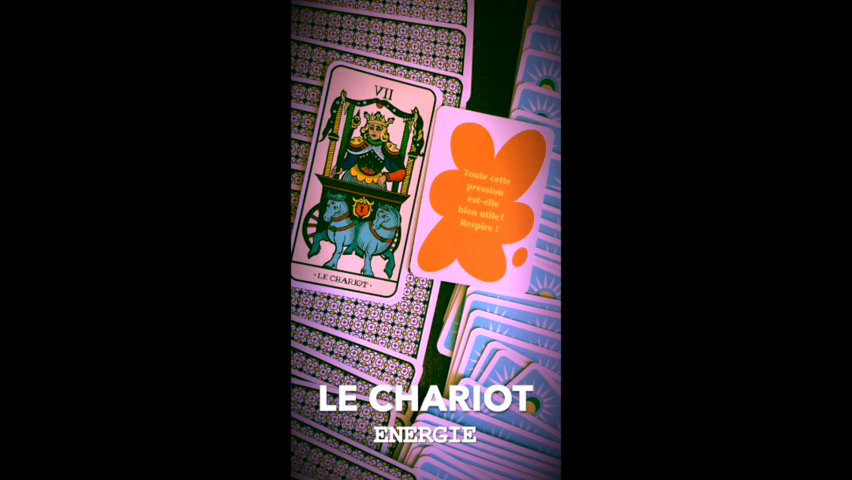 VII
·LE CHARIOT·
Toute cette
pression
est-elle
bien utile?
Respire !
LE CHARIOT
ENERGIE